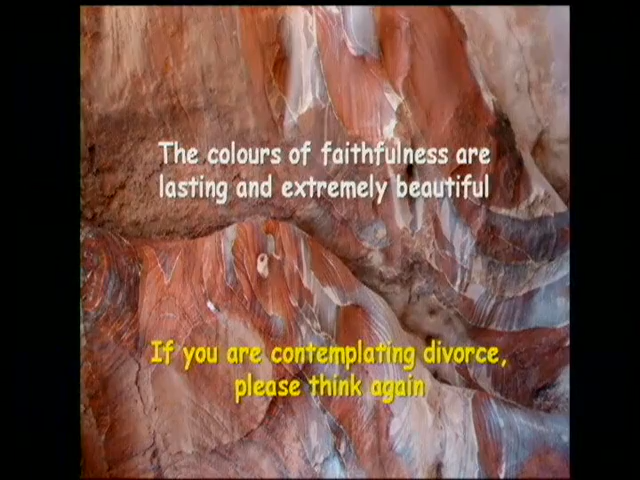 The colours of faithfulness are
lasting and extremely beautiful
If you are contemplating divorce,
please think again